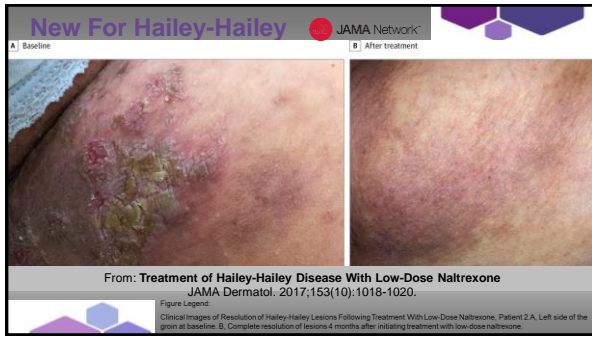 New For Hailey-Hailey
JAMA Network™
A Baseline
B After treatment
From: Treatment of Hailey-Hailey Disease With Low-Dose Naltrexone
JAMA Dermatol. 2017;153(10):1018-1020.
Figure Legend:
Clinical Images of Resolution of Hailey-Hailey Lesions Following Treatment With Low-Dose Naltrexone, Patient 2.A, Left side of the
groin at baseline. B, Complete resolution of lesions 4 months after initiating treatment with low-dose naltrexone.